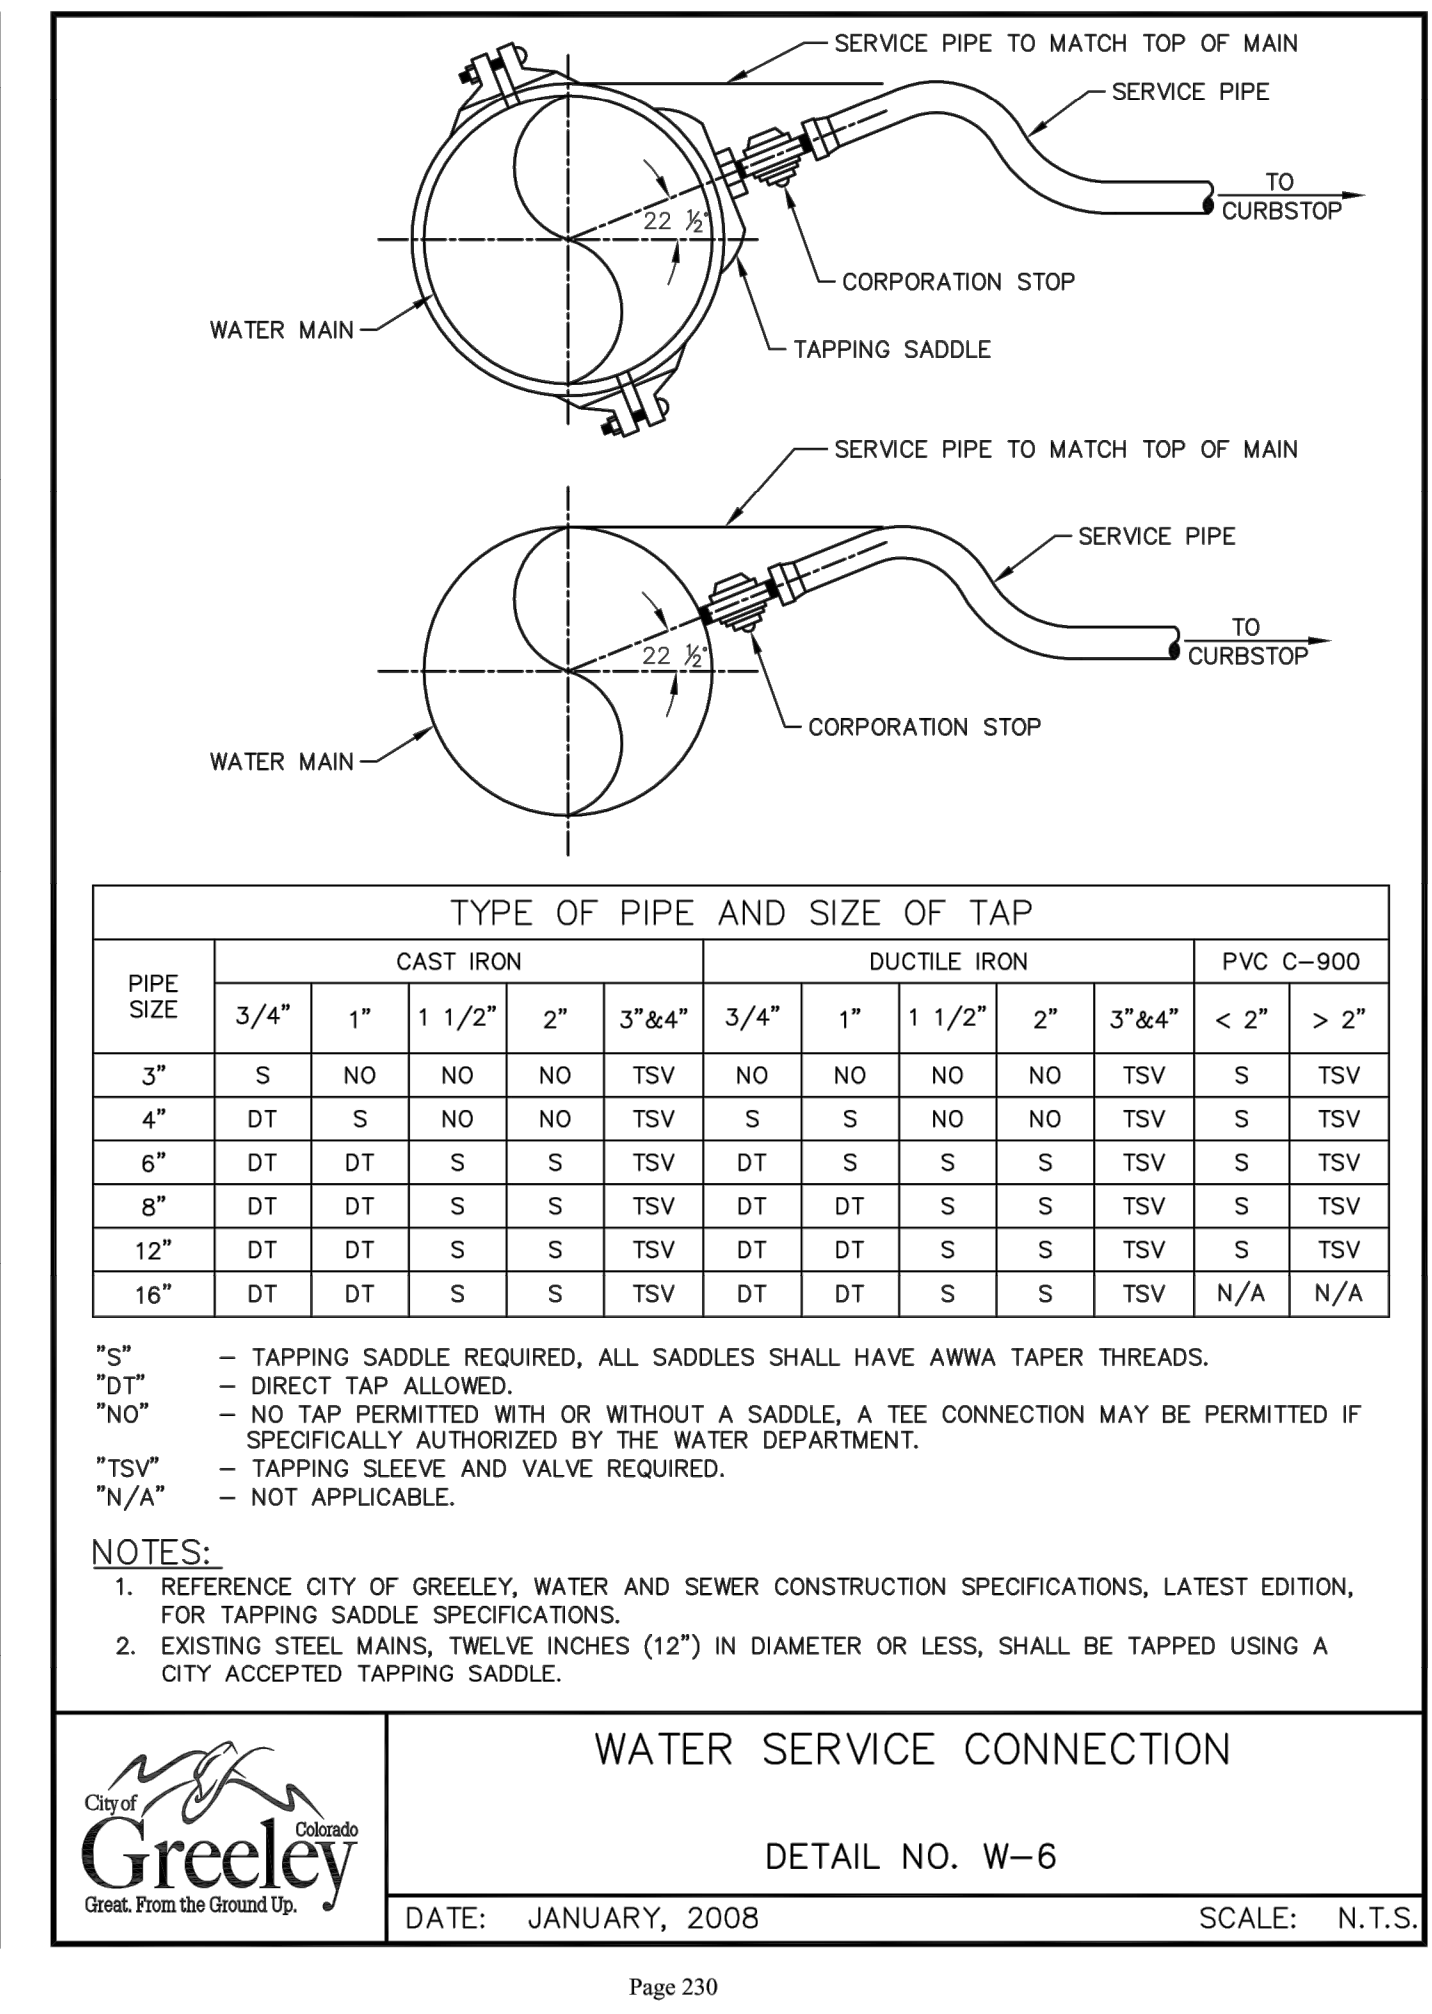 SERVICE PIPE TO MATCH TOP OF MAIN
SERVICE PIPE
TO
CURBSTOP
22 ½°
CORPORATION STOP
WATER MAIN
TAPPING SADDLE
SERVICE PIPE TO MATCH TOP OF MAIN
SERVICE PIPE
TO
CURBSTOP
22 ½°
CORPORATION STOP
WATER MAIN
TYPE OF PIPE AND SIZE OF TAP
PIPE SIZE CAST IRON DUCTILE IRON PVC C-900
3/4" 1" 1 1/2" 2" 3"&4" 3/4" 1" 1 1/2" 2" 3"&4" < 2" > 2"
3" S NO NO NO TSV NO NO NO NO TSV S TSV
4" DT S NO NO TSV S S NO NO TSV S TSV
6" DT DT S S TSV DT S S S TSV S TSV
8" DT DT S S TSV DT DT S S TSV S TSV
12" DT DT S S TSV DT DT S S TSV S TSV
16" DT DT S S TSV DT DT S S TSV N/A N/A
"S" – TAPPING SADDLE REQUIRED, ALL SADDLES SHALL HAVE AWWA TAPER THREADS.
"DT" – DIRECT TAP ALLOWED.
"NO" – NO TAP PERMITTED WITH OR WITHOUT A SADDLE, A TEE CONNECTION MAY BE PERMITTED IF
SPECIFICALLY AUTHORIZED BY THE WATER DEPARTMENT.
"TSV" – TAPPING SLEEVE AND VALVE REQUIRED.
"N/A" – NOT APPLICABLE.
NOTES:
1. REFERENCE CITY OF GREELEY, WATER AND SEWER CONSTRUCTION SPECIFICATIONS, LATEST EDITION,
FOR TAPPING SADDLE SPECIFICATIONS.
2. EXISTING STEEL MAINS, TWELVE INCHES (12") IN DIAMETER OR LESS, SHALL BE TAPPED USING A
CITY ACCEPTED TAPPING SADDLE.
City of
Greeley
Colorado
Great. From the Ground Up.
WATER SERVICE CONNECTION
DETAIL NO. W-6
DATE: JANUARY, 2008 SCALE: N.T.S.
Page 230